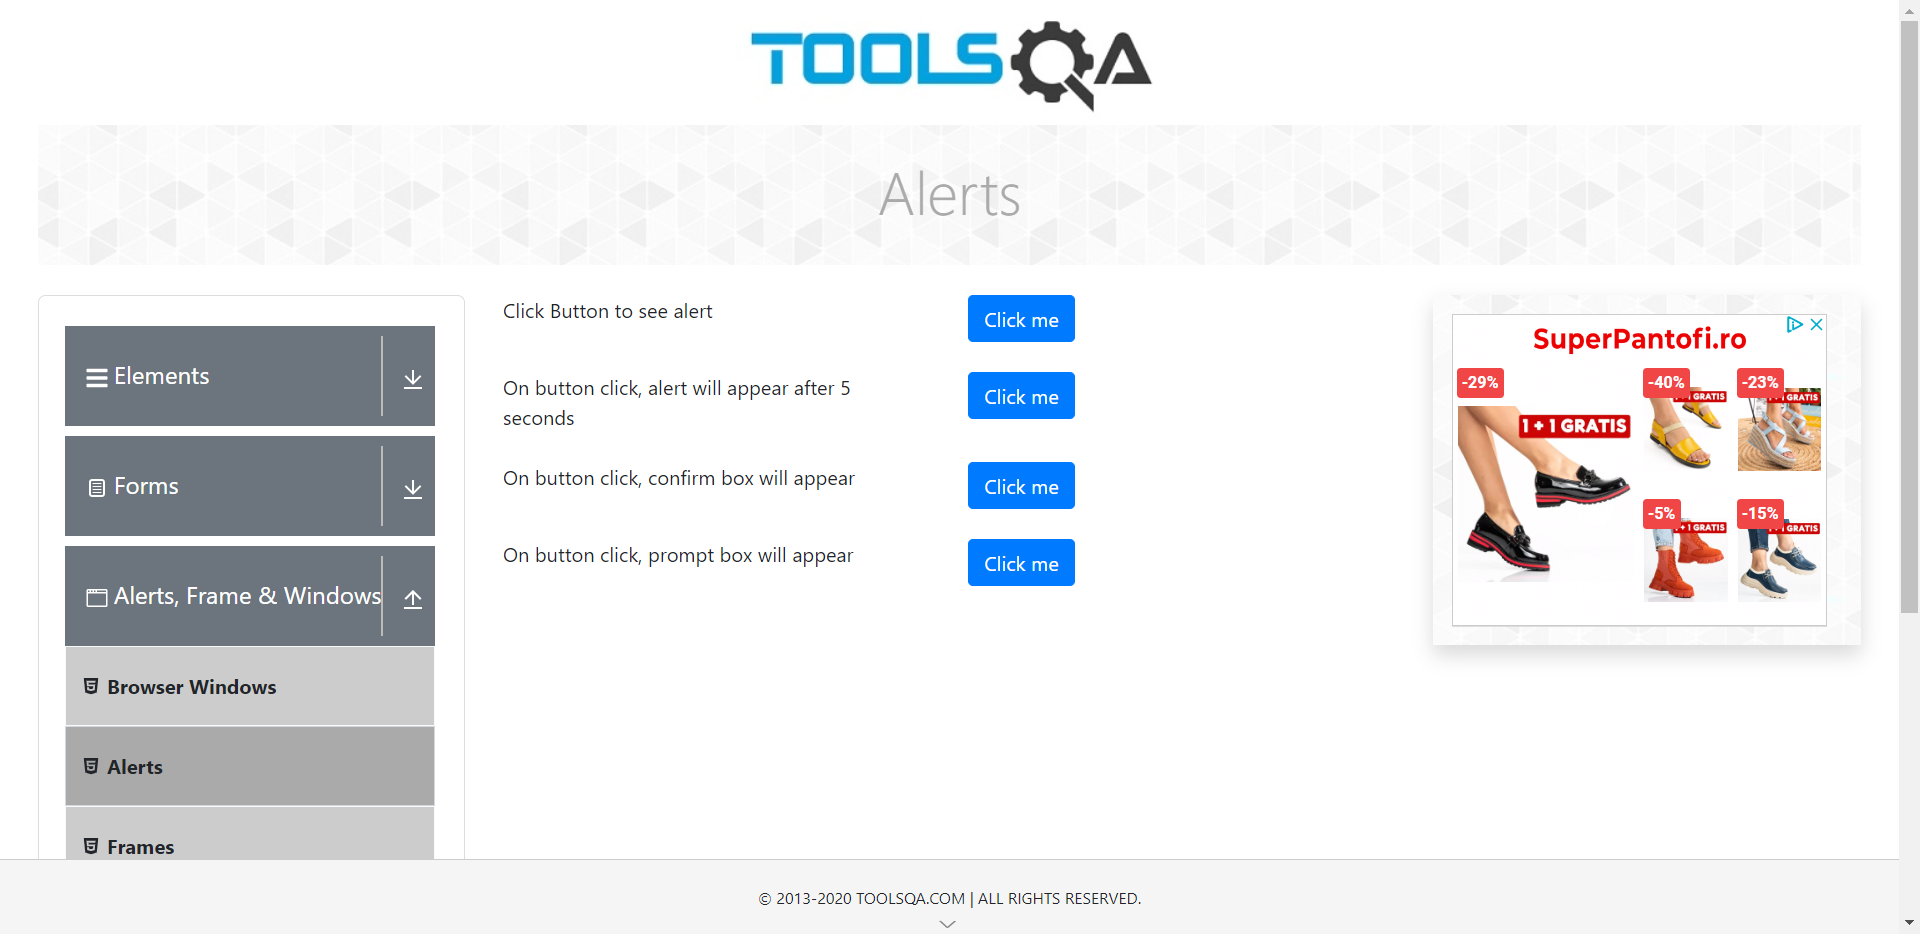 TOOLSQA
Alerts
Elements
Forms
Alerts, Frame & Windows
Browser Windows
Alerts
Frames
Click Button to see alert
Click me
On button click, alert will appear after 5
seconds
Click me
On button click, confirm box will appear
Click me
On button click, prompt box will appear
Click me
SuperPantofi.ro
-29%
1 + 1 GRATIS
-40%
1 GRATIS
-23%
1 GRATIS
-5%
+ 1 GRATIS
-15%
GRATIS
© 2013-2020 TOOLSQA.COM | ALL RIGHTS RESERVED.